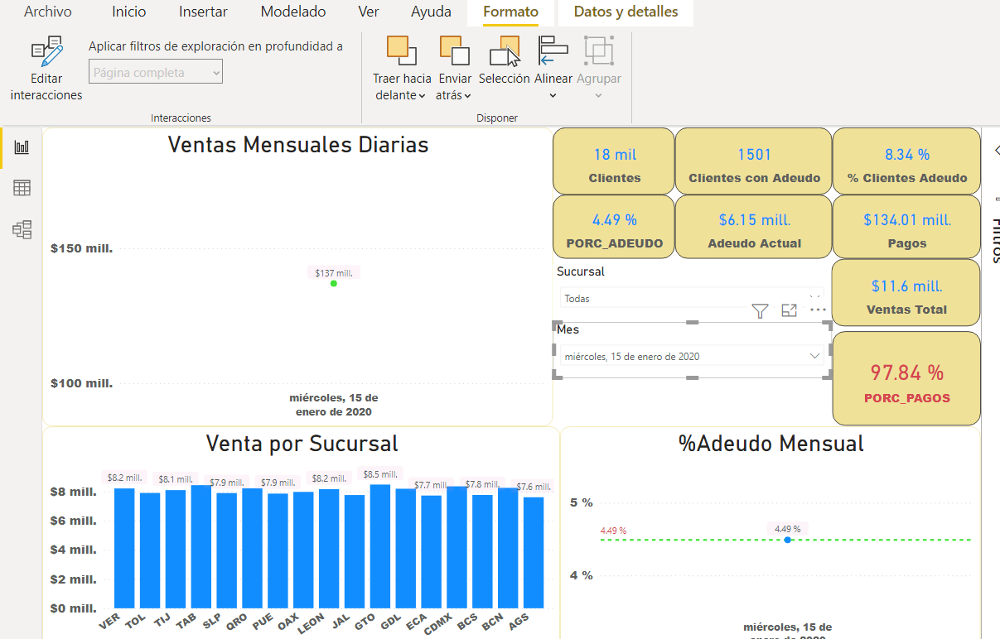 Archivo
Inicio
Insertar
Modelado
Ver
Ayuda
Formato
Datos y detalles
Editar
interacciones
Aplicar filtros de exploración en profundidad a
Página completa
Interacciones
Traer hacia
delante
Enviar
atrás
Selección
Alinear
Agrupar
Disponer
Ventas Mensuales Diarias
$150 mill.
$137 mill.
$100 mill.
miércoles, 15 de
enero de 2020
18 mil
Clientes
1501
Clientes con Adeudo
8.34 %
% Clientes Adeudo
4.49 %
PORC_ADEUDO
$6.15 mill.
Adeudo Actual
$134.01 mill.
Pagos
Sucursal
Todas
Mes
miércoles, 15 de enero de 2020
$11.6 mill.
Ventas Total
97.84 %
PORC_PAGOS
Filtros
Venta por Sucursal
$8.2 mill.
$8.1 mill.
$7.9 mill.
$7.9 mill.
$8.2 mill.
$8.5 mill.
$7.7 mill.
$7.8 mill.
$7.6 mill.
$8 mill.
$6 mill.
$4 mill.
$2 mill.
$0 mill.
VER
TOL
TIJ
TAB
SLP
QRO
PUE
OAX
LEON
JAL
GTO
GDL
ECA
CDMX
BCS
BCN
AGS
%Adeudo Mensual
5 %
4.49 %
4.49 %
4 %
miércoles, 15 de
enero de 2020